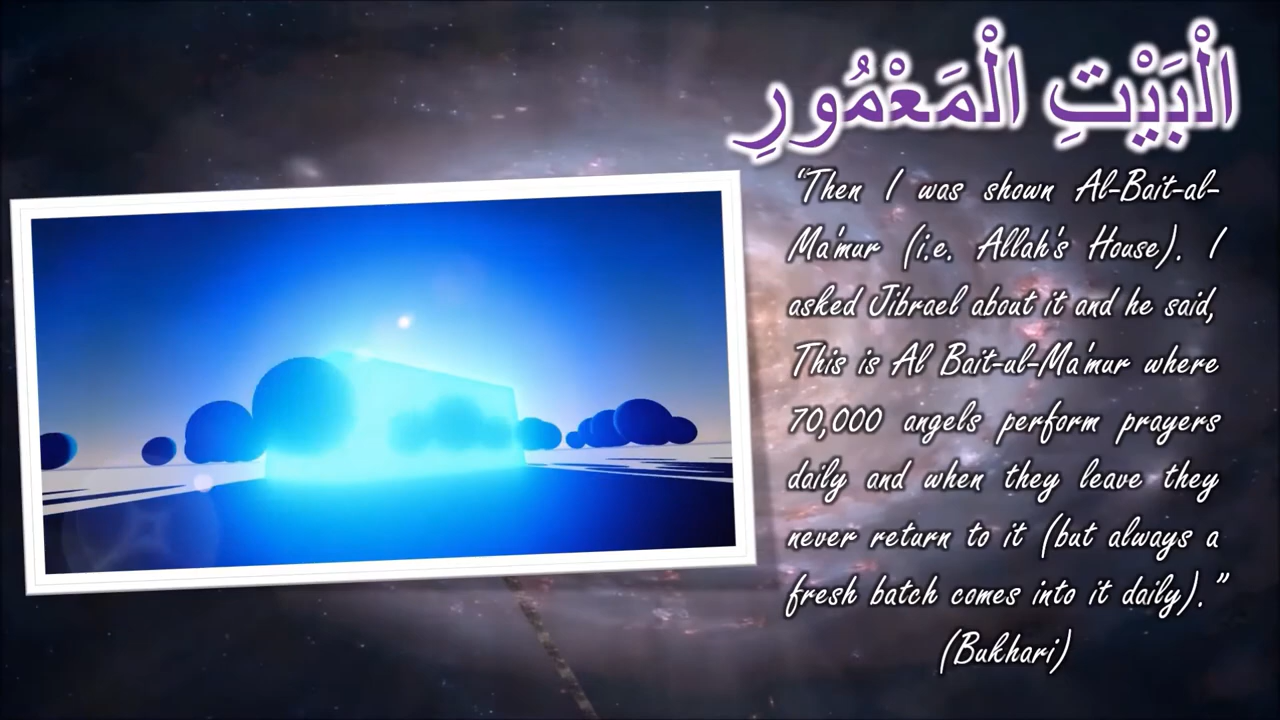 الْبَيْتِ الْمَعْمُورِ
“Then I was shown Al-Bait-al-
Ma'mur (i.e. Allah's House). I
asked Jibrael about it and he said,
This is Al Bait-ul-Ma'mur where
70,000 angels perform prayers
daily and when they leave they
never return to it (but always a
fresh batch comes into it daily).”
(Bukhari)